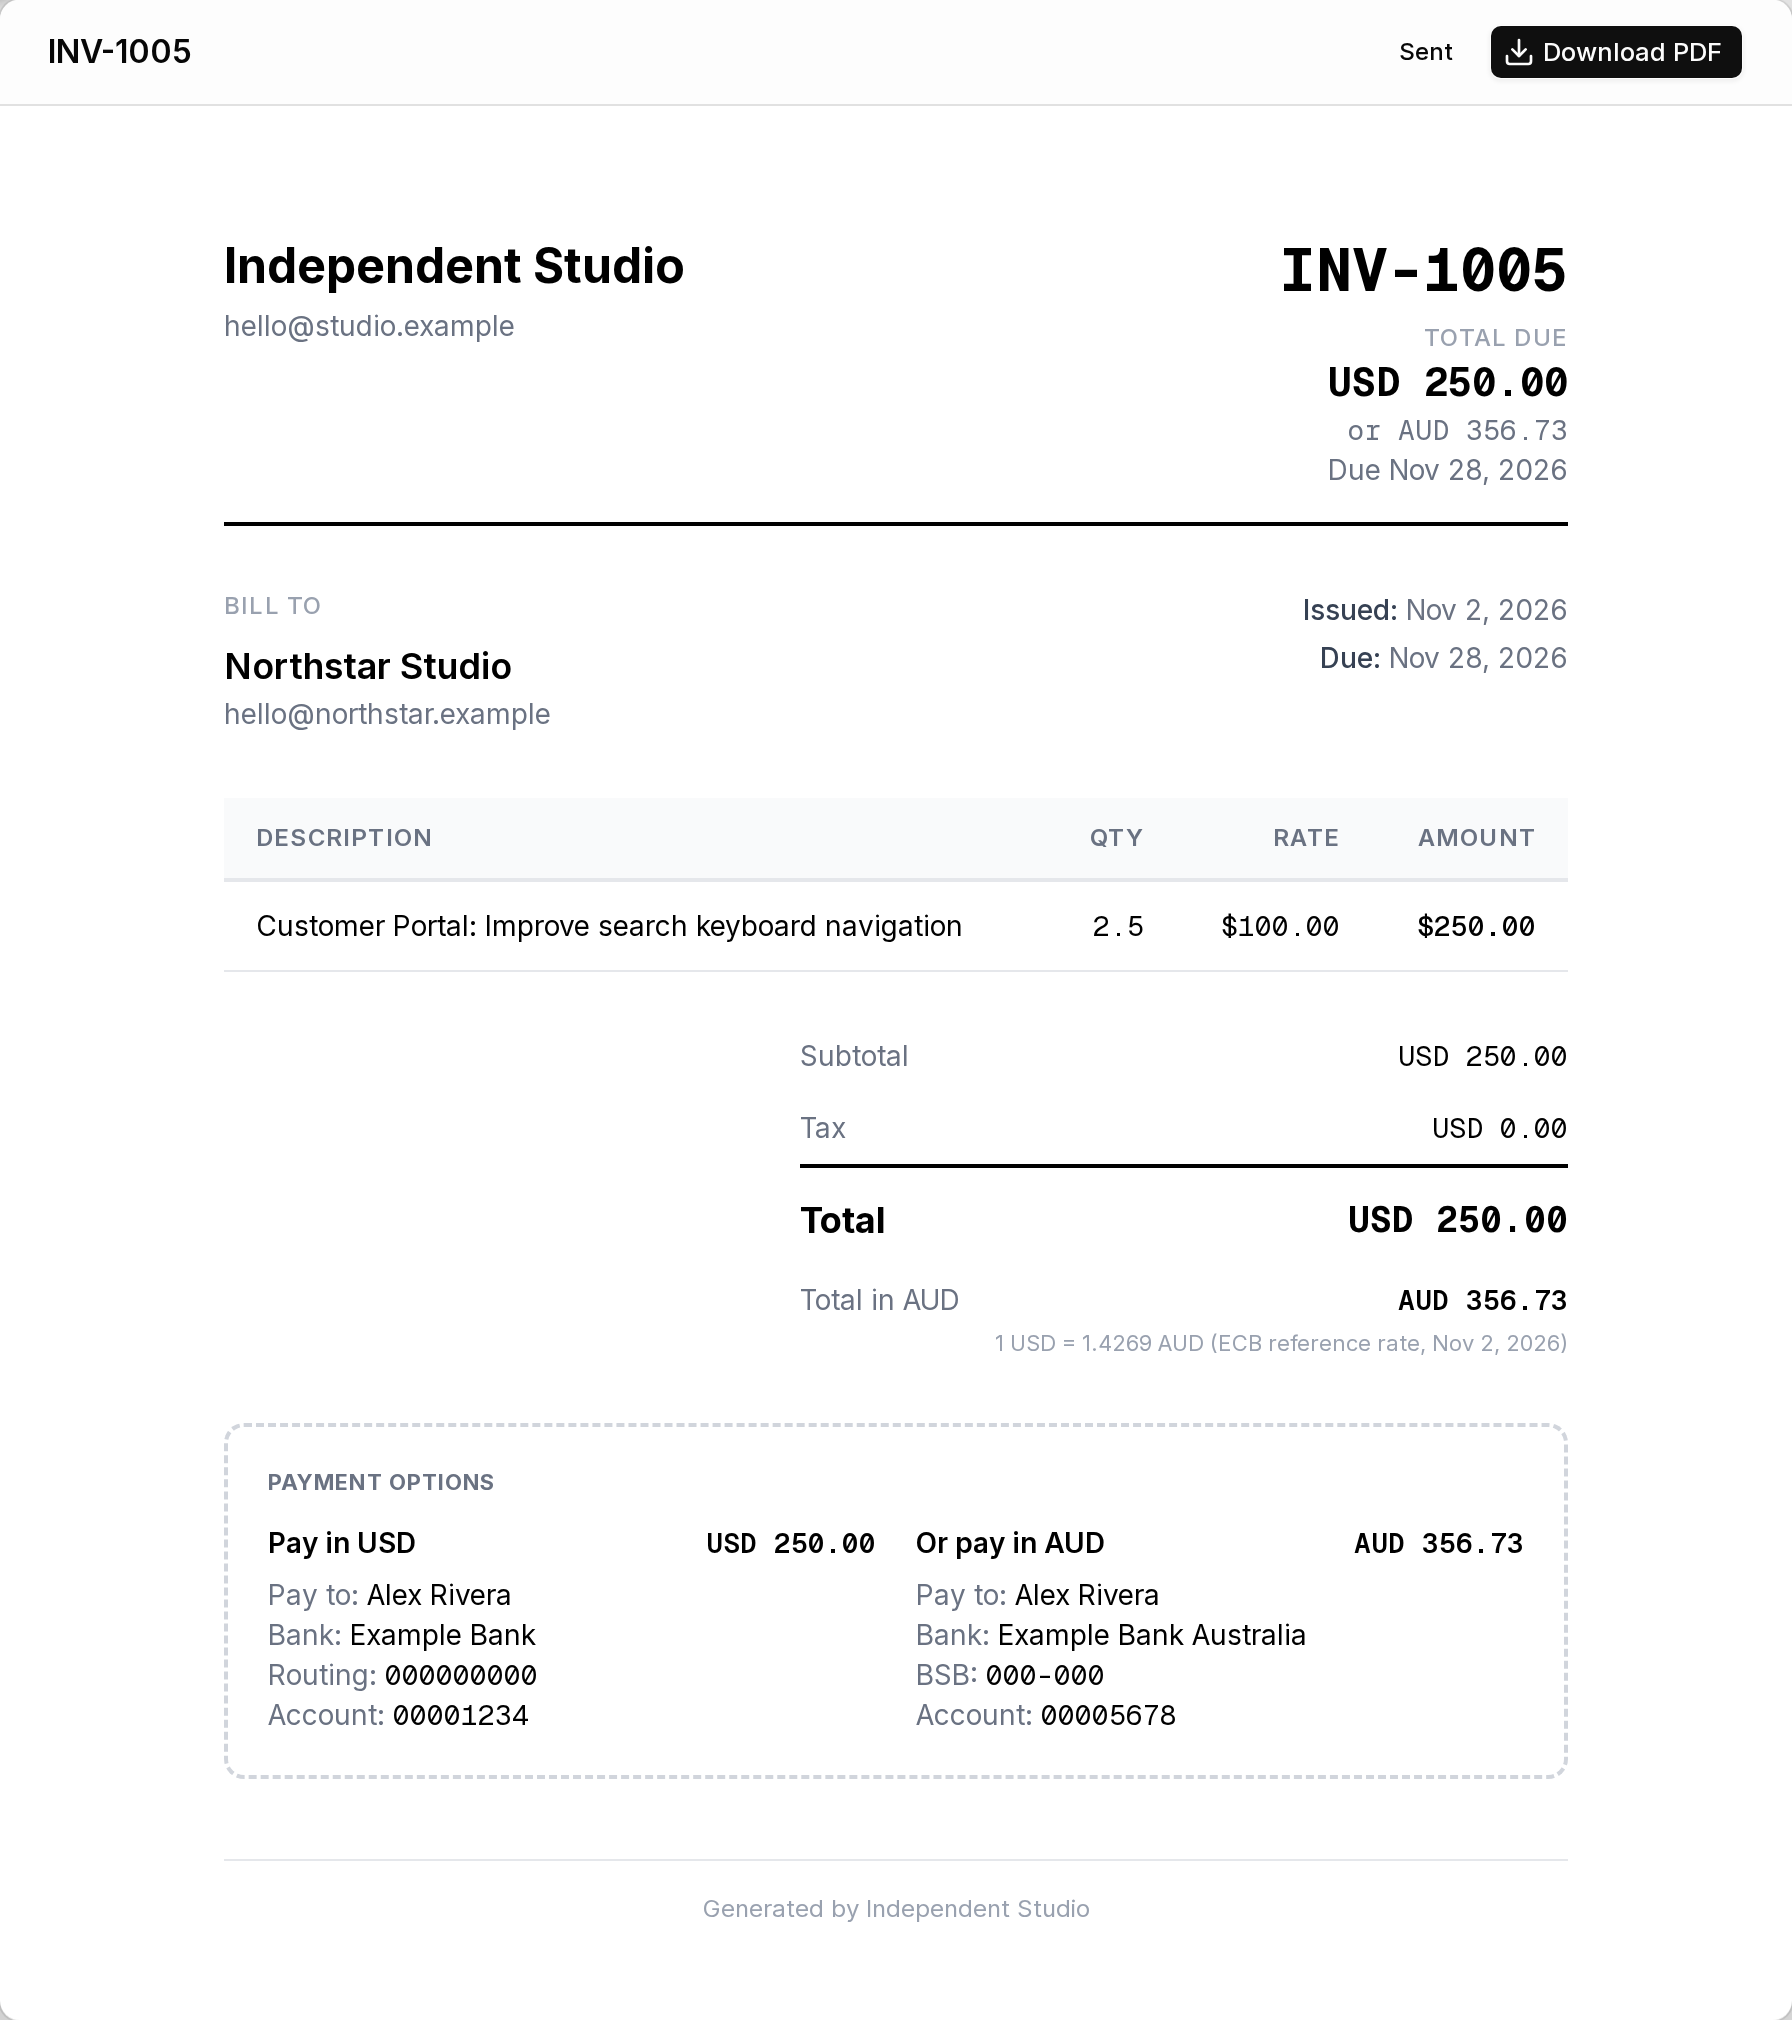 INV-1005
Sent
Download PDF
Independent Studio
hello@studio.example
INV-1005
TOTAL DUE
USD 250.00
or AUD 356.73
Due Nov 28, 2026
BILL TO
Northstar Studio
hello@northstar.example
Issued: Nov 2, 2026
Due: Nov 28, 2026
DESCRIPTION QTY RATE AMOUNT
Customer Portal: Improve search keyboard navigation 2.5 $100.00 $250.00
Subtotal USD 250.00
Tax USD 0.00
Total USD 250.00
Total in AUD AUD 356.73
1 USD = 1.4269 AUD (ECB reference rate, Nov 2, 2026)
PAYMENT OPTIONS
Pay in USD USD 250.00
Pay to: Alex Rivera
Bank: Example Bank
Routing: 000000000
Account: 00001234
Or pay in AUD AUD 356.73
Pay to: Alex Rivera
Bank: Example Bank Australia
BSB: 000-000
Account: 00005678
Generated by Independent Studio